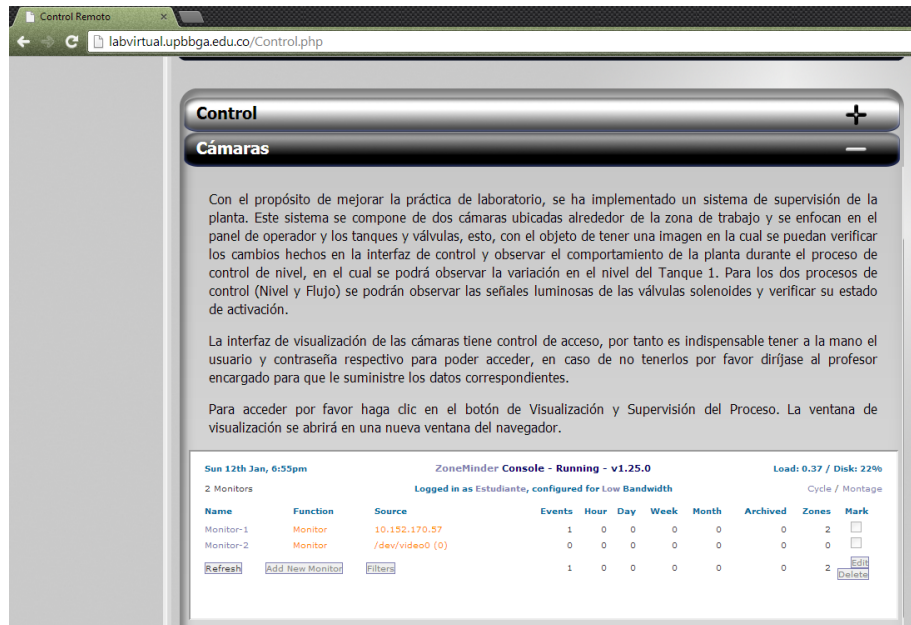 Control Remoto
labvirtual.upbbga.edu.co/Control.php
Control
Cámaras
Con el propósito de mejorar la práctica de laboratorio, se ha implementado un sistema de supervisión de la
planta. Este sistema se compone de dos cámaras ubicadas alrededor de la zona de trabajo y se enfocan en el
panel de operador y los tanques y válvulas, esto, con el objeto de tener una imagen en la cual se puedan verificar
los cambios hechos en la interfaz de control y observar el comportamiento de la planta durante el proceso de
control de nivel, en el cual se podrá observar la variación en el nivel del Tanque 1. Para los dos procesos de
control (Nivel y Flujo) se podrán observar las señales luminosas de las válvulas solenoides y verificar su estado
de activación.
La interfaz de visualización de las cámaras tiene control de acceso, por tanto es indispensable tener a la mano el
usuario y contraseña respectivo para poder acceder, en caso de no tenerlos por favor diríjase al profesor
encargado para que le suministre los datos correspondientes.
Para acceder por favor haga clic en el botón de Visualización y Supervisión del Proceso. La ventana de
visualización se abrirá en una nueva ventana del navegador.
Sun 12th Jan, 6:55pm ZoneMinder Console - Running - v1.25.0 Load: 0.37 / Disk: 22%
2 Monitors Logged in as Estudiante, configured for Low Bandwidth Cycle / Montage
Name Function Source Events Hour Day Week Month Archived Zones Mark
Monitor-1 Monitor 10.152.170.57 1 0 0 0 0 0 2
Monitor-2 Monitor /dev/video0 (0) 0 0 0 0 0 0 0
Refresh Add New Monitor Filters 1 0 0 0 0 0 2 Edit
Delete